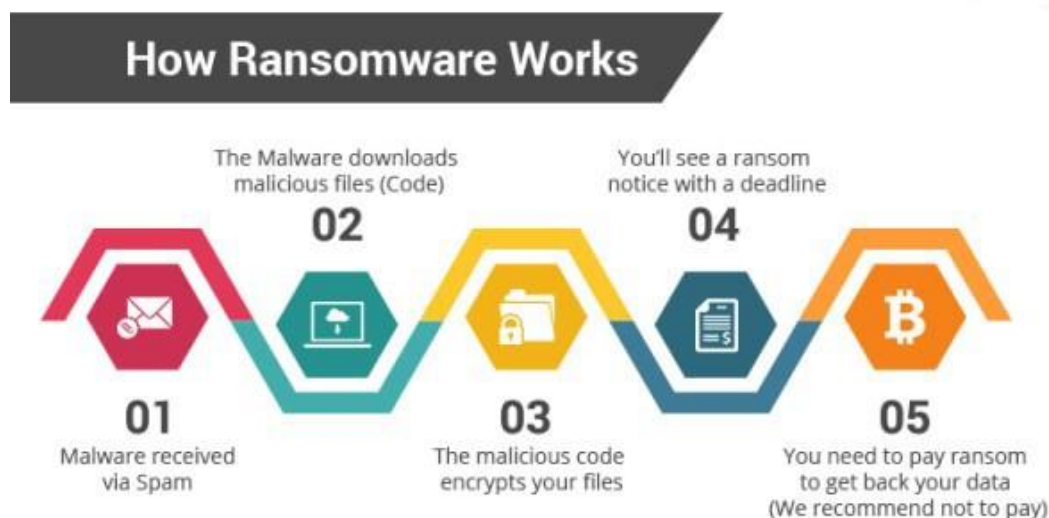 How Ransomware Works
01
Malware received
via Spam
The Malware downloads
malicious files (Code)
02
03
The malicious code
encrypts your files
You'll see a ransom
notice with a deadline
04
05
You need to pay ransom
to get back your data
(We recommend not to pay)